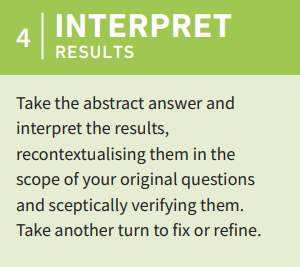 4 INTERPRET
RESULTS
Take the abstract answer and
interpret the results,
recontextualising them in the
scope of your original questions
and sceptically verifying them.
Take another turn to fix or refine.